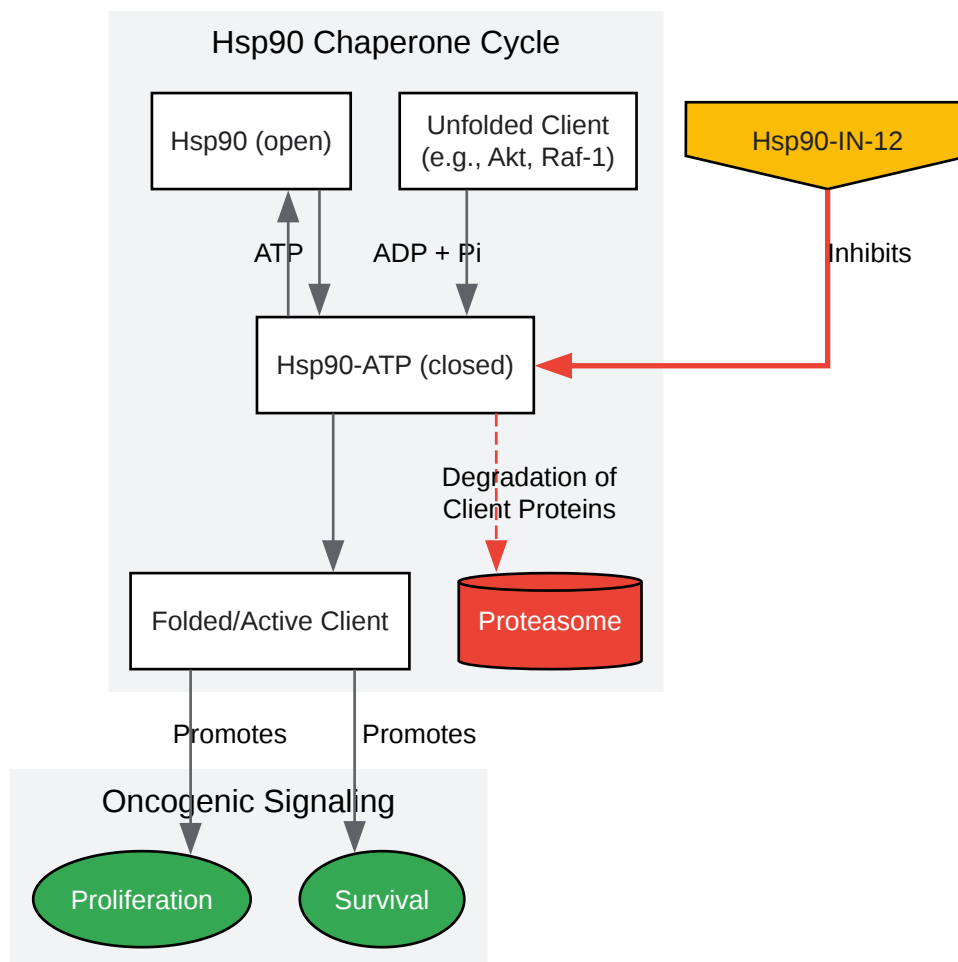 Hsp90 Chaperone Cycle
Hsp90 (open)
Unfolded Client
(e.g., Akt, Raf-1)
Hsp90-IN-12
ATP
ADP + Pi
Inhibits
Hsp90-ATP (closed)
Degradation of
Client Proteins
Folded/Active Client
Proteasome
Promotes
Promotes
Oncogenic Signaling
Proliferation
Survival